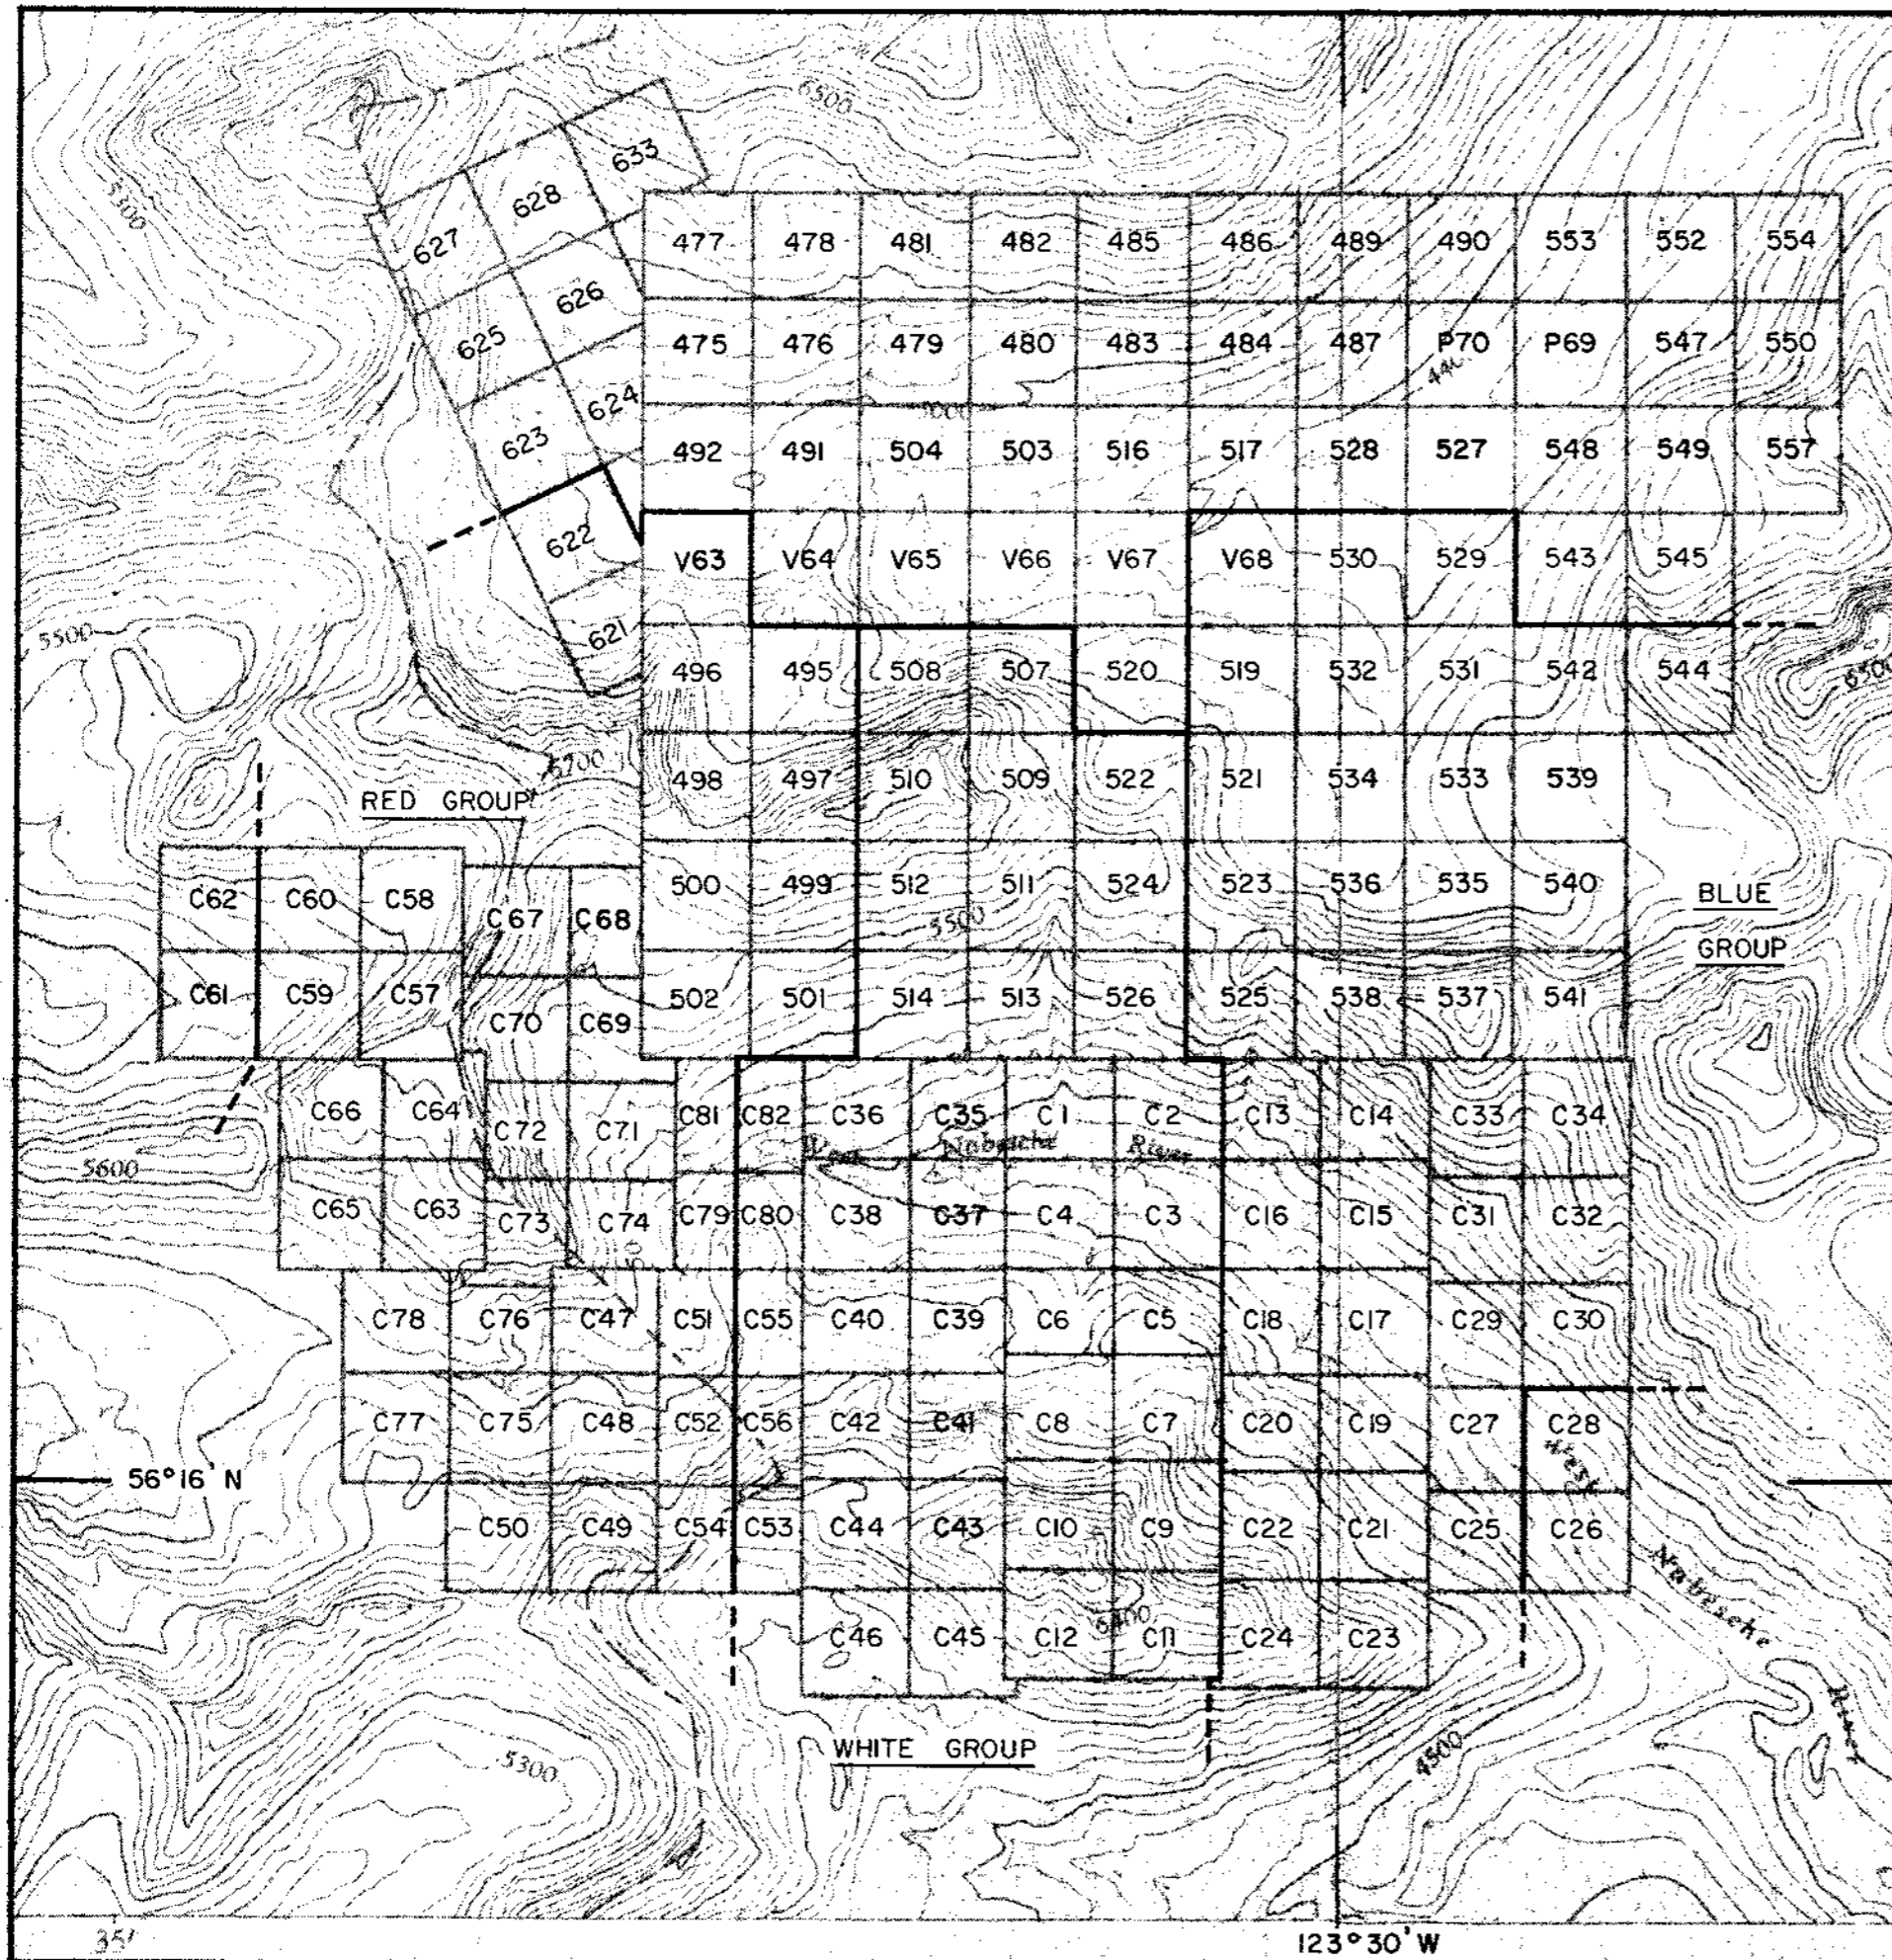 6500
633
628
5300
627
477 478 481 482 485 486 489 490 553 552 554
626
625
475 476 479 480 483 484 487 P70 P69 547 550
624
623
492 491 504 503 516 517 528 527 548 549 557
622
V63 V64 V65 V66 V67 V68 530 529 543 545
5500
621
496 495 508 507 520 519 532 531 542 544
6500
498 497 510 509 522 521 534 533 539
RED GROUP
C62 C60 C58 C67 C68 500 499 512 511 524 523 536 535 540
BLUE
GROUP
5500
C61 C59 C57 C70 C69 502 501 514 513 526 525 538 537 541
C66 C64 C72 C71 C81 C82 C36 C35 C1 C2 C13 C14 C33 C34
West Nabesche River
5600
C65 C63 C73 C74 C79 C80 C38 C37 C4 C3 C16 C15 C31 C32
C78 C76 C47 C51 C55 C40 C39 C6 C5 C18 C17 C29 C30
C77 C75 C48 C52 C56 C42 C41 C8 C7 C20 C19 C27 C28
West
56°16'N
C50 C49 C54 C53 C44 C43 C10 C9 C22 C21 C25 C26
Nabesche
River
C46 C45 C12 C11 C24 C23
WHITE GROUP
5300
4500
35'
123°30'W